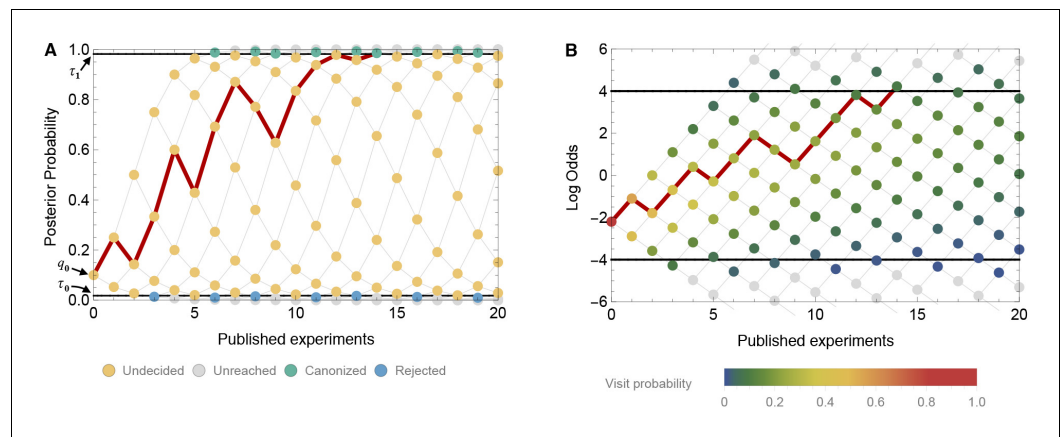 A
1.0
τ1
0.8
0.6
0.4
0.2
q0
τ0
0.0
Posterior Probability
0 5 10 15 20
Published experiments
Undecided Unreached Canonized Rejected
B
6
4
2
0
−2
−4
−6
Log Odds
0 5 10 15 20
Published experiments
Visit probability
0 0.2 0.4 0.6 0.8 1.0